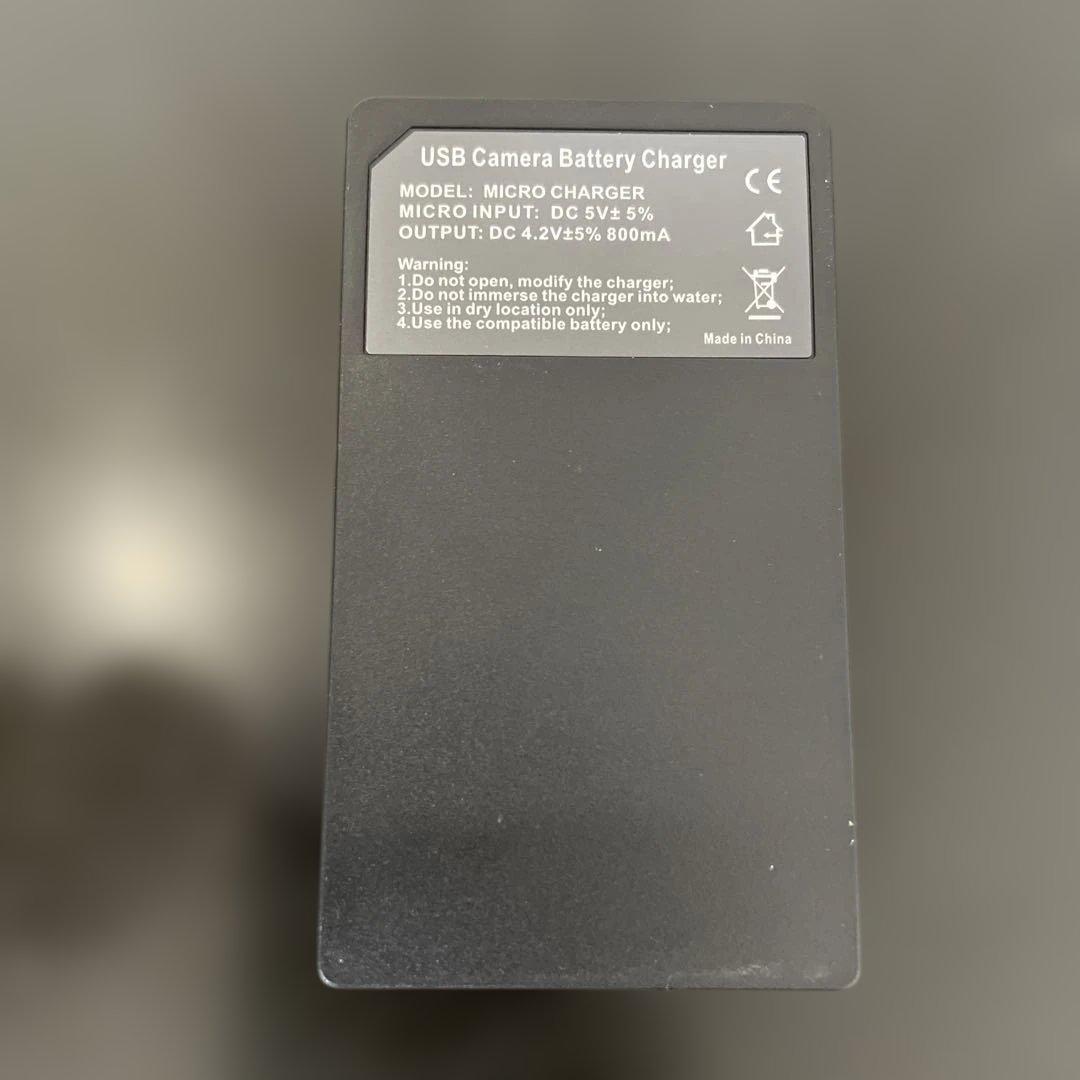 USB Camera Battery Charger
MODEL: MICRO CHARGER
MICRO INPUT: DC 5V± 5%
OUTPUT: DC 4.2V±5% 800mA
CE
Warning:
1.Do not open, modify the charger;
2.Do not immerse the charger into water;
3.Use in dry location only;
4.Use the compatible battery only;
Made in China